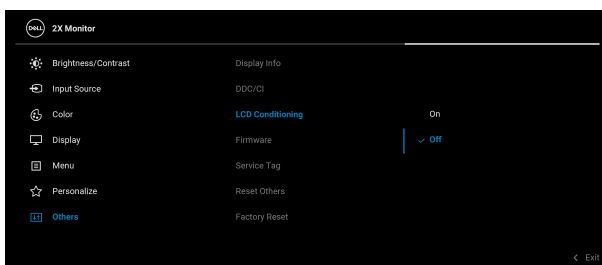 DELL 2X Monitor
Brightness/Contrast Display Info
Input Source DDC/CI
Color LCD Conditioning On
Display Firmware Off
Menu Service Tag
Personalize Reset Others
Others Factory Reset
Exit